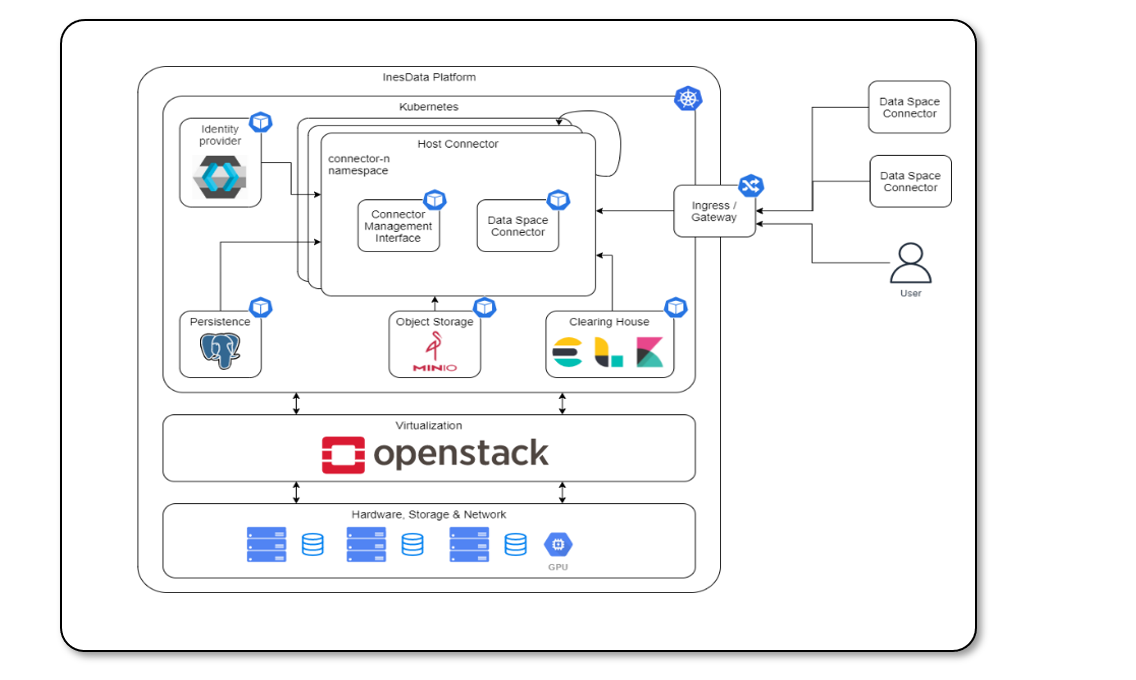 InesData Platform
Kubernetes
Identity
provider
Host Connector
connector-n
namespace
Connector
Management
Interface
Data Space
Connector
Ingress /
Gateway
Data Space
Connector
Data Space
Connector
User
Persistence
Object Storage
MINIO
Clearing House
Virtualization
openstack
Hardware, Storage & Network
GPU